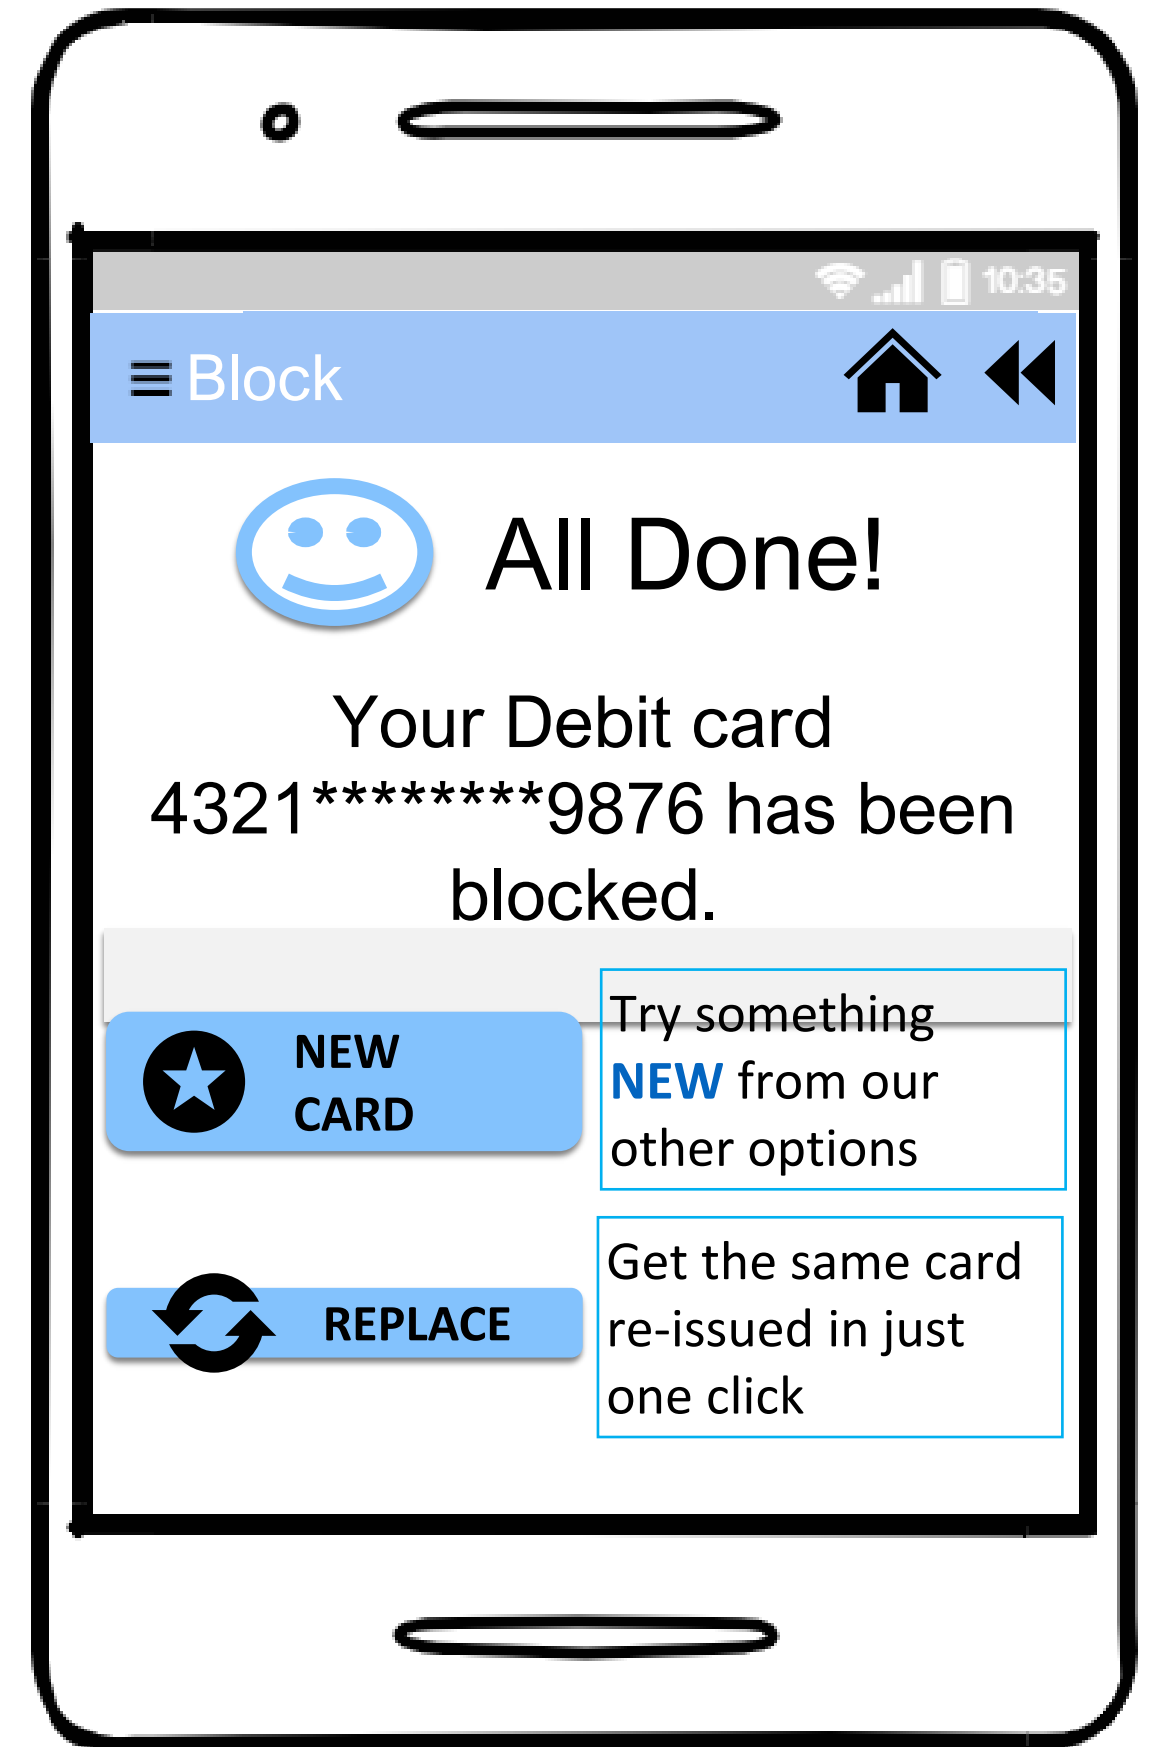 10:35
Block
All Done!
Your Debit card
4321********9876 has been
blocked.
NEW
CARD
Try something
NEW from our
other options
REPLACE
Get the same card
re-issued in just
one click